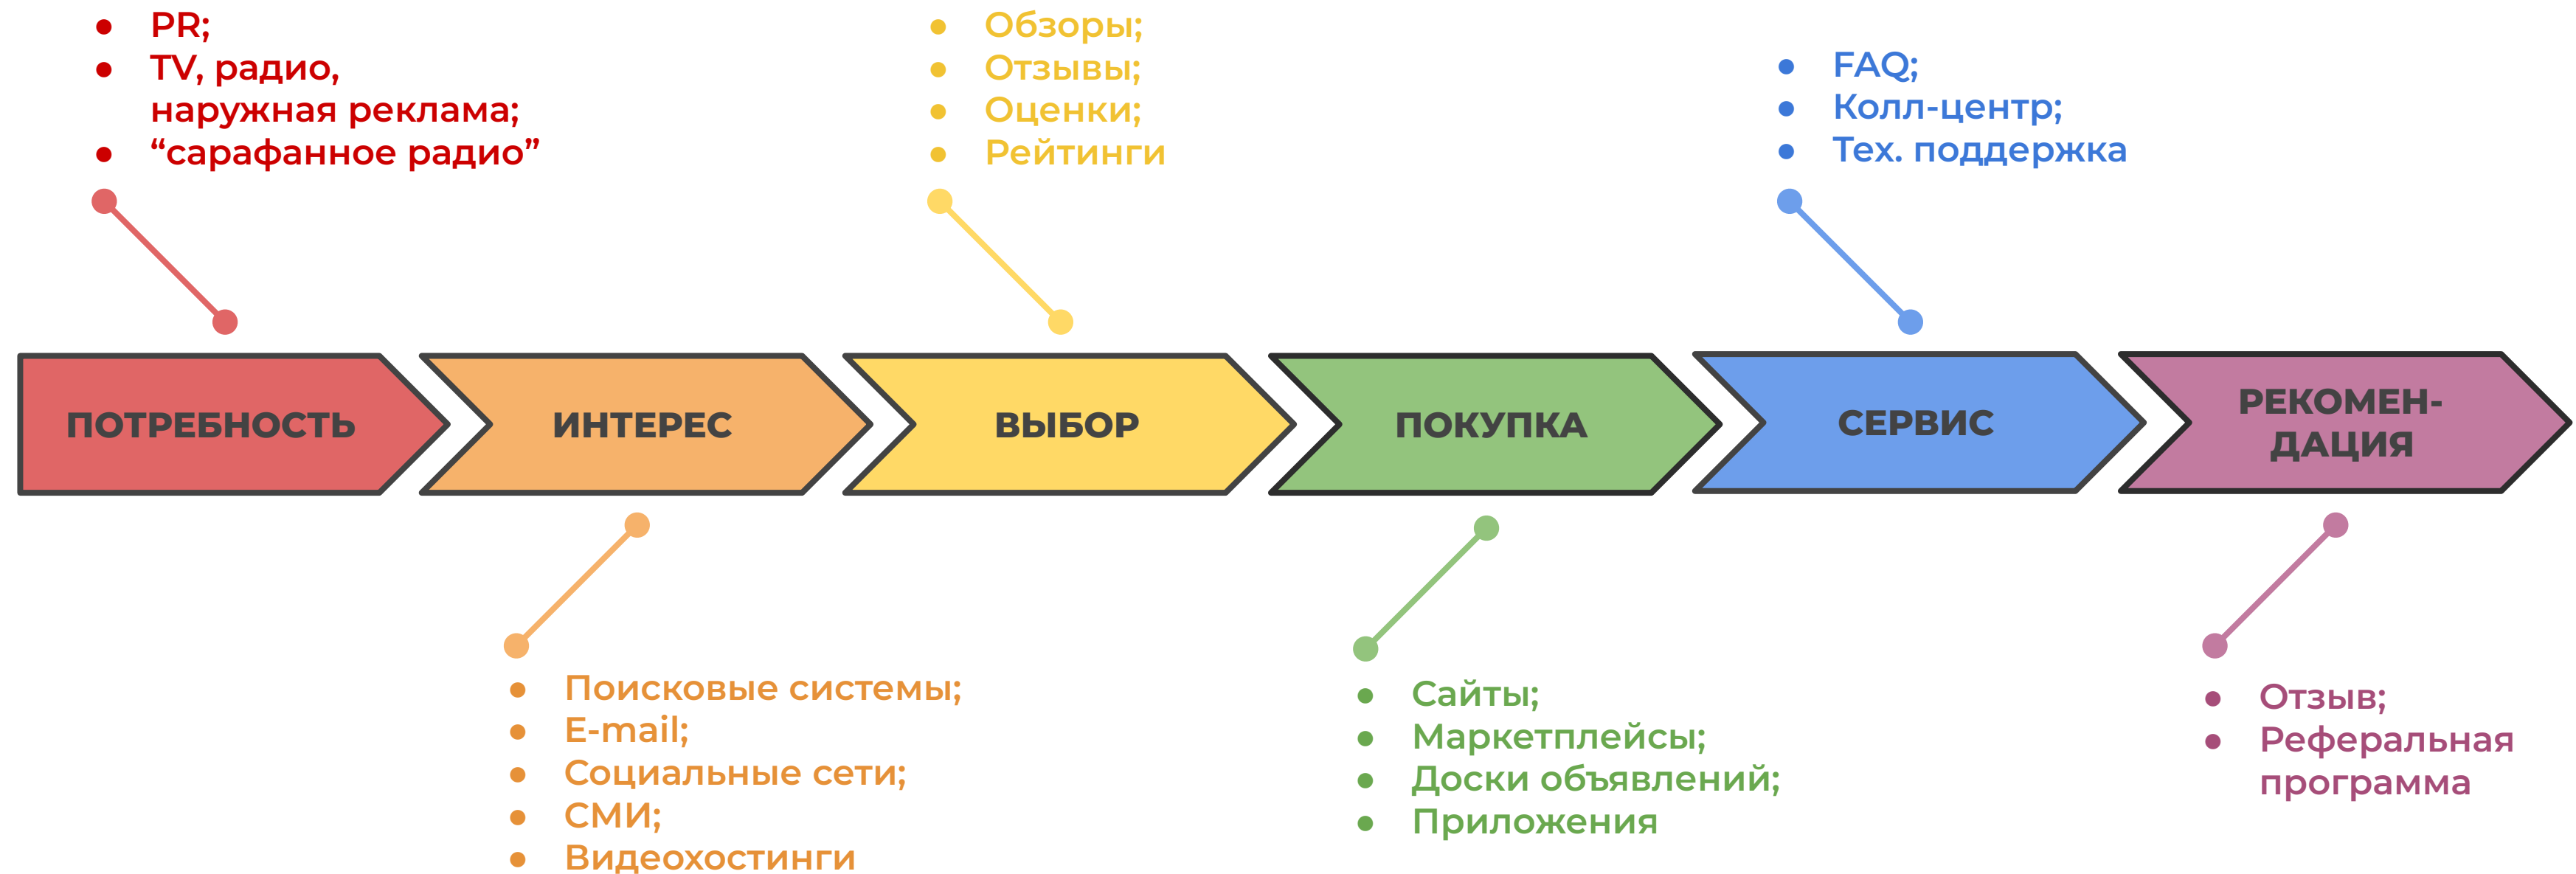 PR;
TV, радио,
наружная реклама;
“сарафанное радио”
Обзоры;
Отзывы;
Оценки;
Рейтинги
FAQ;
Колл-центр;
Тех. поддержка
ПОТРЕБНОСТЬ
ИНТЕРЕС
ВЫБОР
ПОКУПКА
СЕРВИС
РЕКОМЕН-
ДАЦИЯ
Поисковые системы;
E-mail;
Социальные сети;
СМИ;
Видеохостинги
Сайты;
Маркетплейсы;
Доски объявлений;
Приложения
Отзыв;
Реферальная
программа